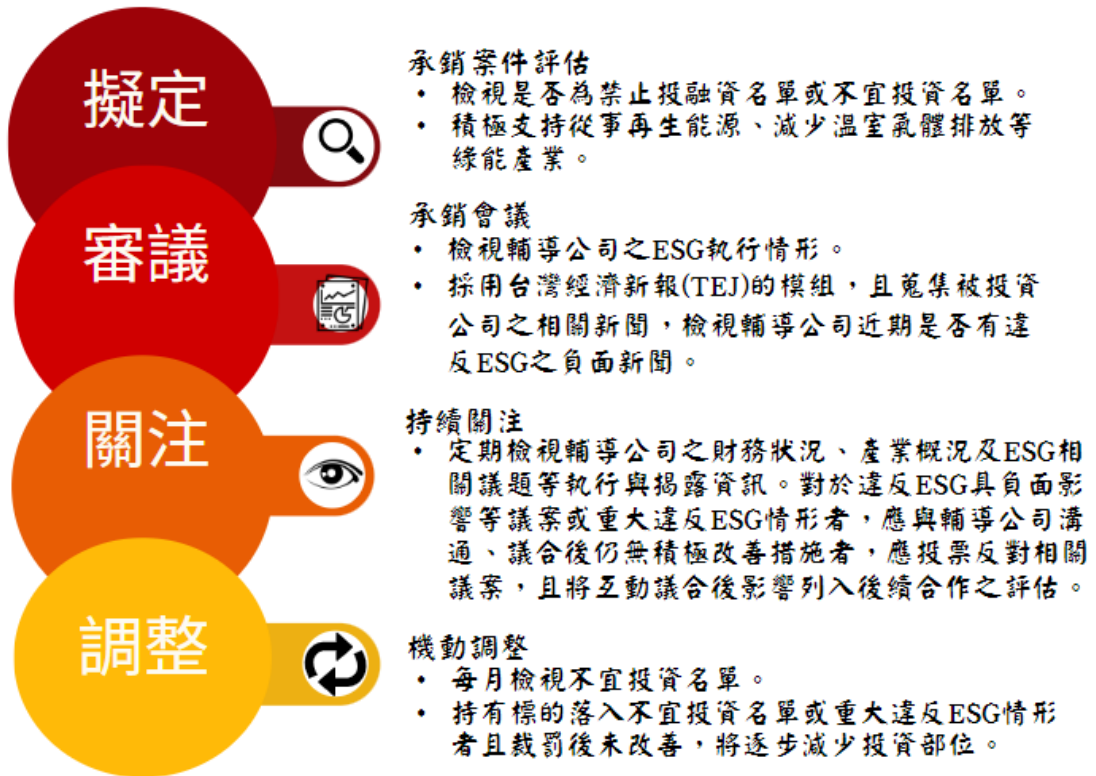 擬定
承銷案件評估
• 檢視是否為禁止投融資名單或不宜投資名單。
• 積極支持從事再生能源、減少溫室氣體排放等
綠能產業。
審議
承銷會議
• 檢視輔導公司之ESG執行情形。
• 採用台灣經濟新報(TEJ)的模組,且蒐集被投資
公司之相關新聞,檢視輔導公司近期是否有違
反ESG之負面新聞。
關注
持續關注
• 定期檢視輔導公司之財務狀況、產業概況及ESG相
關議題等執行與揭露資訊。對於違反ESG具負面影
響等議案或重大違反ESG情形者,應與輔導公司溝
通、議合後仍無積極改善措施者,應投票反對相關
議案,且將互動議合後影響列入後續合作之評估。
調整
機動調整
• 每月檢視不宜投資名單。
• 持有標的落入不宜投資名單或重大違反ESG情形
者且裁罰後未改善,將逐步減少投資部位。